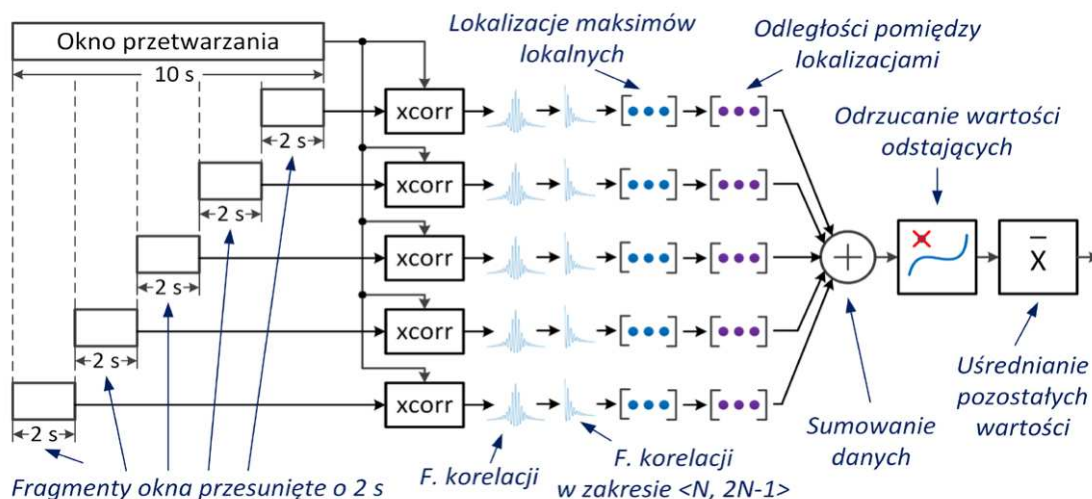 Okno przetwarzania
10 s
2 s
2 s
2 s
2 s
2 s
Fragmenty okna przesunięte o 2 s
xcorr
xcorr
xcorr
xcorr
xcorr
F. korelacji
F. korelacji
w zakresie <N, 2N-1>
Lokalizacje maksimów
lokalnych
Odległości pomiędzy
lokalizacjami
Sumowanie
danych
Odrzucanie wartości
odstających
X
Uśrednianie
pozostałych
wartości